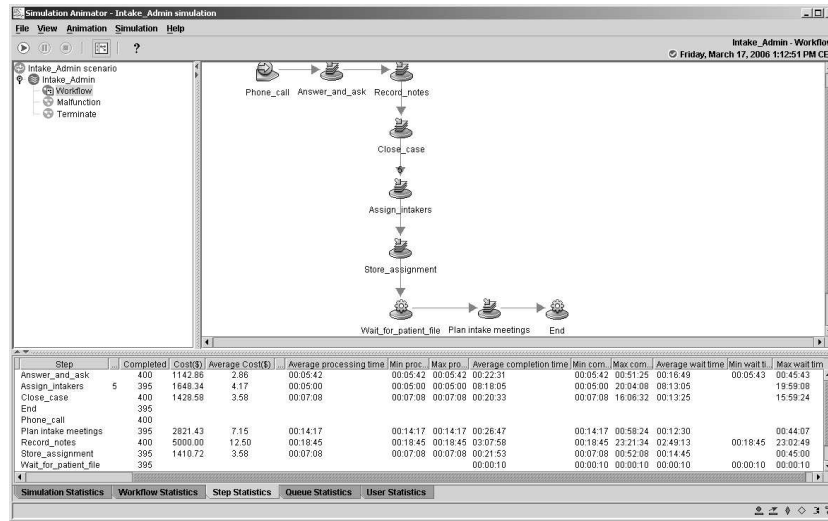 Simulation Animator - Intake_Admin simulation
File View Animation Simulation Help
?
Intake_Admin - Workflow
Friday, March 17, 2006 1:12:51 PM CE
Intake_Admin scenario
Intake_Admin
Workflow
Malfunction
Terminate
Phone_call Answer_and_ask Record_notes
Close_case
Assign_intakers
Store_assignment
Wait_for_patient_file Plan intake meetings End
Step ... Completed Cost($) Average Cost($) ... Average processing time Min proc... Max pro... Average completion time Min com... Max com... Average wait time Min wait ti... Max wait tim
Answer_and_ask 400 1142.86 2.86 00:05:42 00:05:42 00:05:42 00:22:31 00:05:42 00:51:25 00:16:49 00:05:43 00:45:43
Assign_intakers 5 395 1648.34 4.17 00:05:00 00:05:00 00:05:00 08:18:05 00:05:00 20:04:08 08:13:05 19:59:08
Close_case 400 1428.58 3.58 00:07:08 00:07:08 00:07:08 00:20:33 00:07:08 16:06:32 00:13:25 15:59:24
End 395
Phone_call 400
Plan intake meetings 395 2821.43 7.15 00:14:17 00:14:17 00:14:17 00:26:47 00:14:17 00:58:24 00:12:30 00:44:07
Record_notes 400 5000.00 12.50 00:18:45 00:18:45 00:18:45 03:07:58 00:18:45 23:21:34 02:49:13 00:18:45 23:02:49
Store_assignment 395 1410.72 3.58 00:07:08 00:07:08 00:07:08 00:21:53 00:07:08 00:52:08 00:14:45 00:45:00
Wait_for_patient_file 395 00:00:10 00:00:10 00:00:10 00:00:10 00:00:10 00:00:10
Simulation Statistics Workflow Statistics Step Statistics Queue Statistics User Statistics